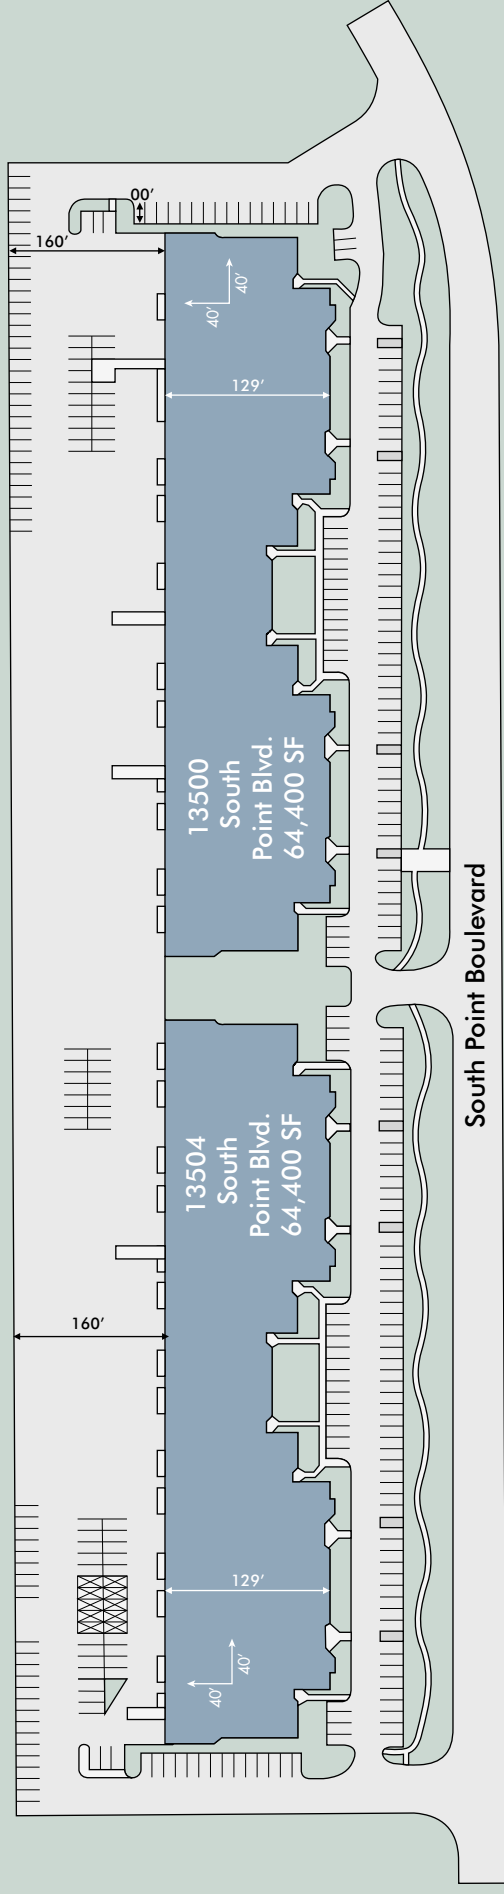 00'
160'
40'
40'
129'
13500
South
Point Blvd.
64,400 SF
South Point Boulevard
13504
South
Point Blvd.
64,400 SF
160'
129'
40'
40'